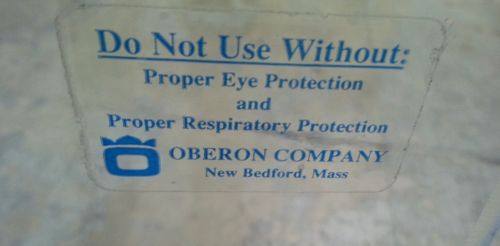 Do Not Use Without:
Proper Eye Protection
and
Proper Respiratory Protection
OBERON COMPANY
New Bedford, Mass